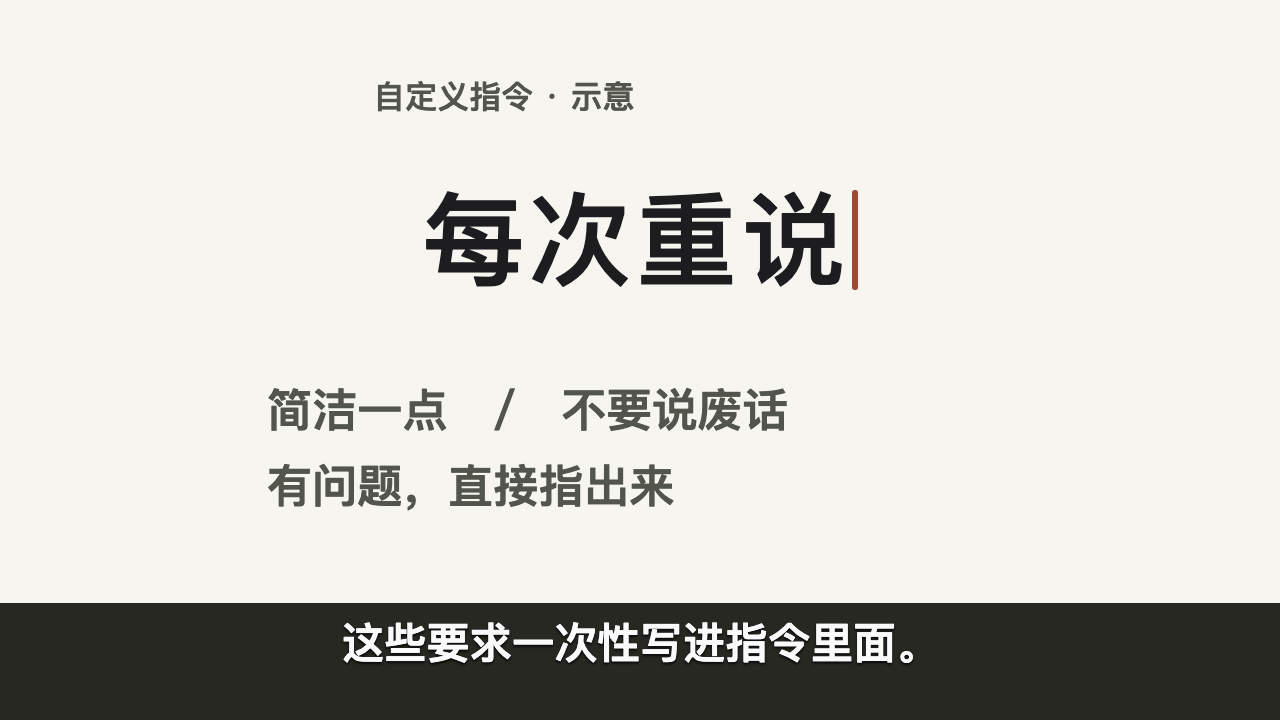 自定义指令 · 示意
每次重说
简洁一点 / 不要说废话
有问题，直接指出来
这些要求一次性写进指令里面。